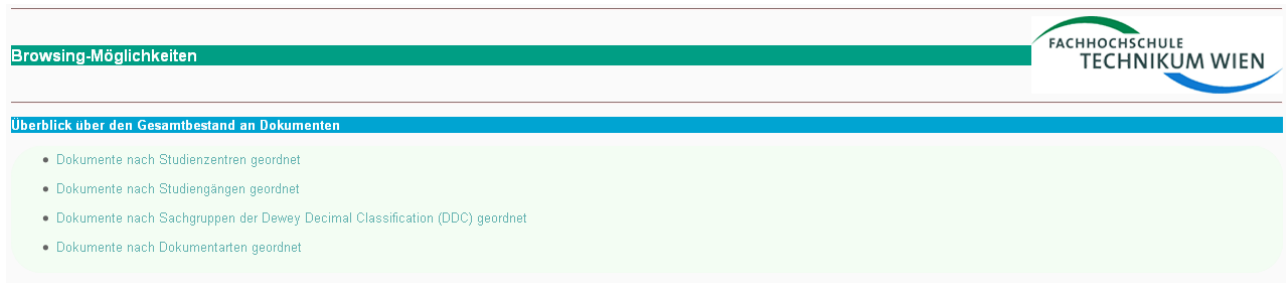 Browsing-Möglichkeiten
FACHHOCHSCHULE
TECHNIKUM WIEN
Überblick über den Gesamtbestand an Dokumenten
Dokumente nach Studienzentren geordnet
Dokumente nach Studiengängen geordnet
Dokumente nach Sachgruppen der Dewey Decimal Classification (DDC) geordnet
Dokumente nach Dokumentarten geordnet